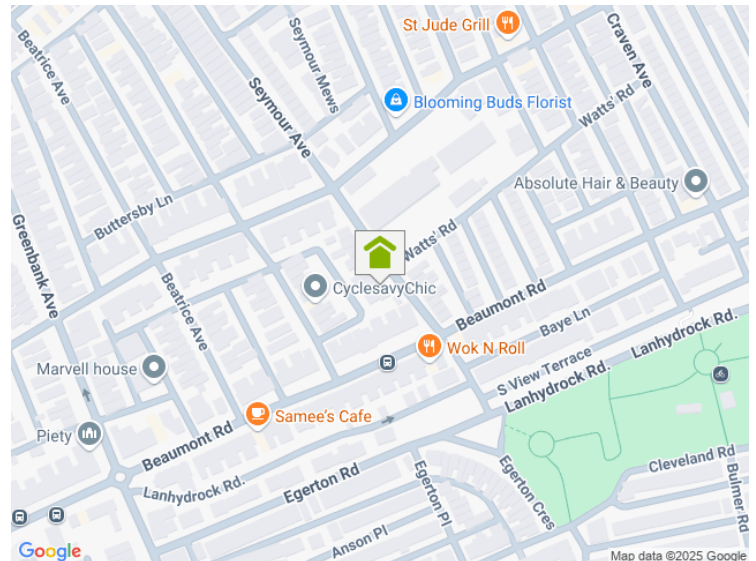 St Jude Grill
Beatrice Ave
Seymour Mews
Craven Ave
Seymour Ave
Blooming Buds Florist
Watts' Rd
Absolute Hair & Beauty
Buttersby Ln
Greenbank Ave
Watts' Rd
Beatrice Ave
CyclesavyChic
Beaumont Rd
Baye Ln
Lanhydrock Rd.
Wok N Roll
Marvell house
S View Terrace
Lanhydrock Rd.
Samee's Cafe
Piety
Beaumont Rd
Cleveland Rd
Egerton Rd
Lanhydrock Rd.
Egerton Pl
Egerton Cres
Bulmer Rd
Anson Pl
Google
Map data ©2025 Google